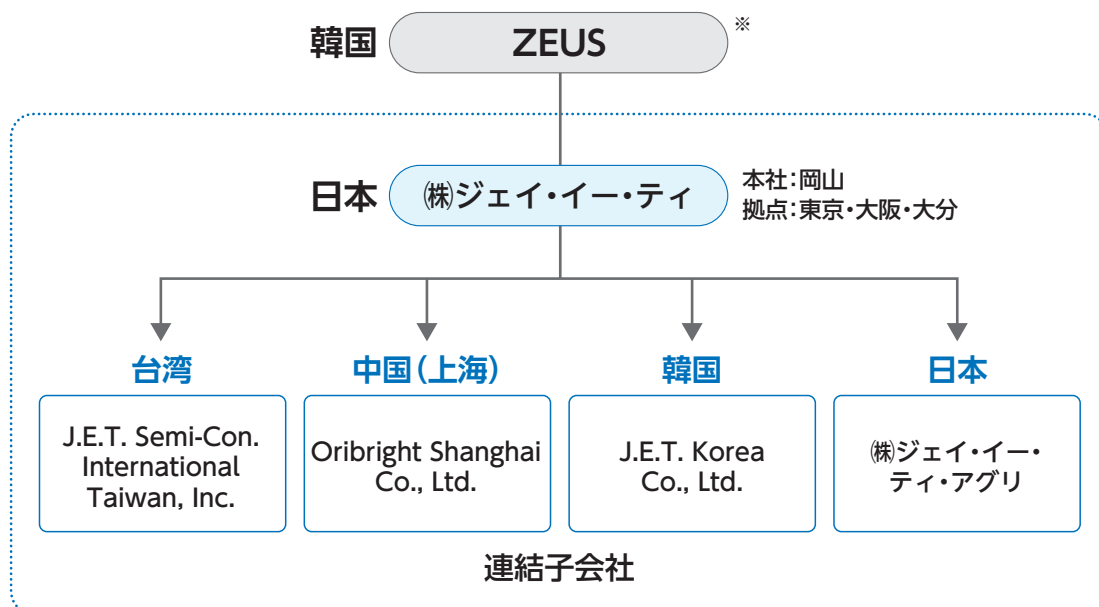 韓国 ZEUS ※
日本 ㈱ジェイ・イー・ティ
本社：岡山
拠点：東京・大阪・大分
台湾
J.E.T. Semi-Con.
International
Taiwan, Inc.
中国（上海）
Oribright Shanghai
Co., Ltd.
韓国
J.E.T. Korea
Co., Ltd.
日本
㈱ジェイ・イー・
ティ・アグリ
連結子会社